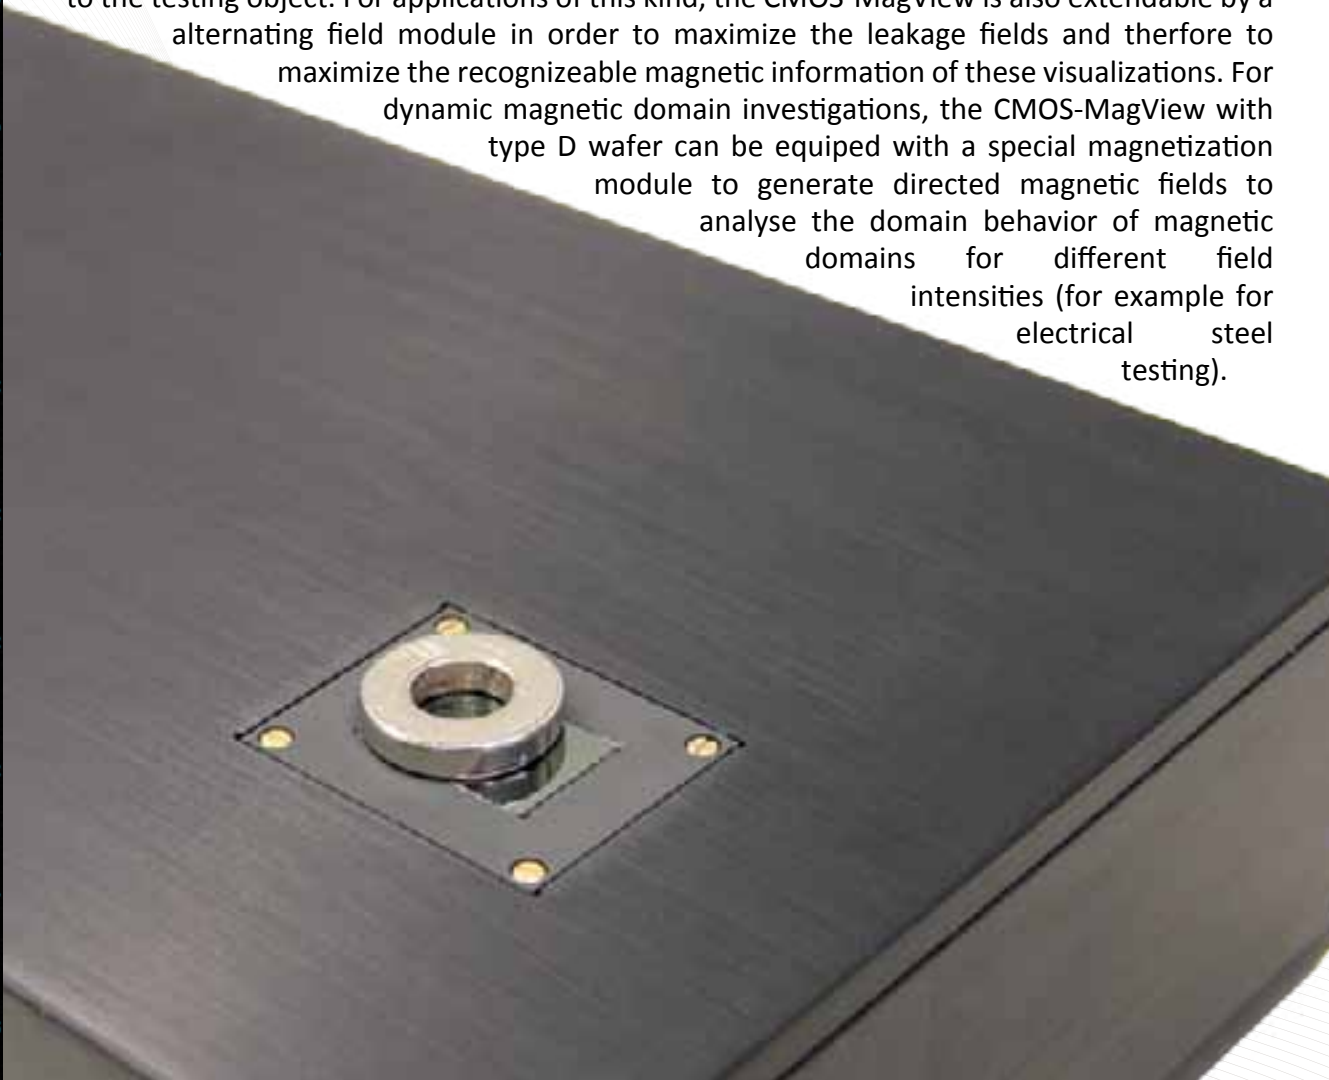 to the testing object. For applications of this kind, the CMOS-MagView is also extendable by a
alternating field module in order to maximize the leakage fields and therfore to
maximize the recognizeable magnetic information of these visualizations. For
dynamic magnetic domain investigations, the CMOS-MagView with
type D wafer can be equiped with a special magnetization
module to generate directed magnetic fields to
analyse the domain behavior of magnetic
domains for different field
intensities (for example for
electrical steel
testing).